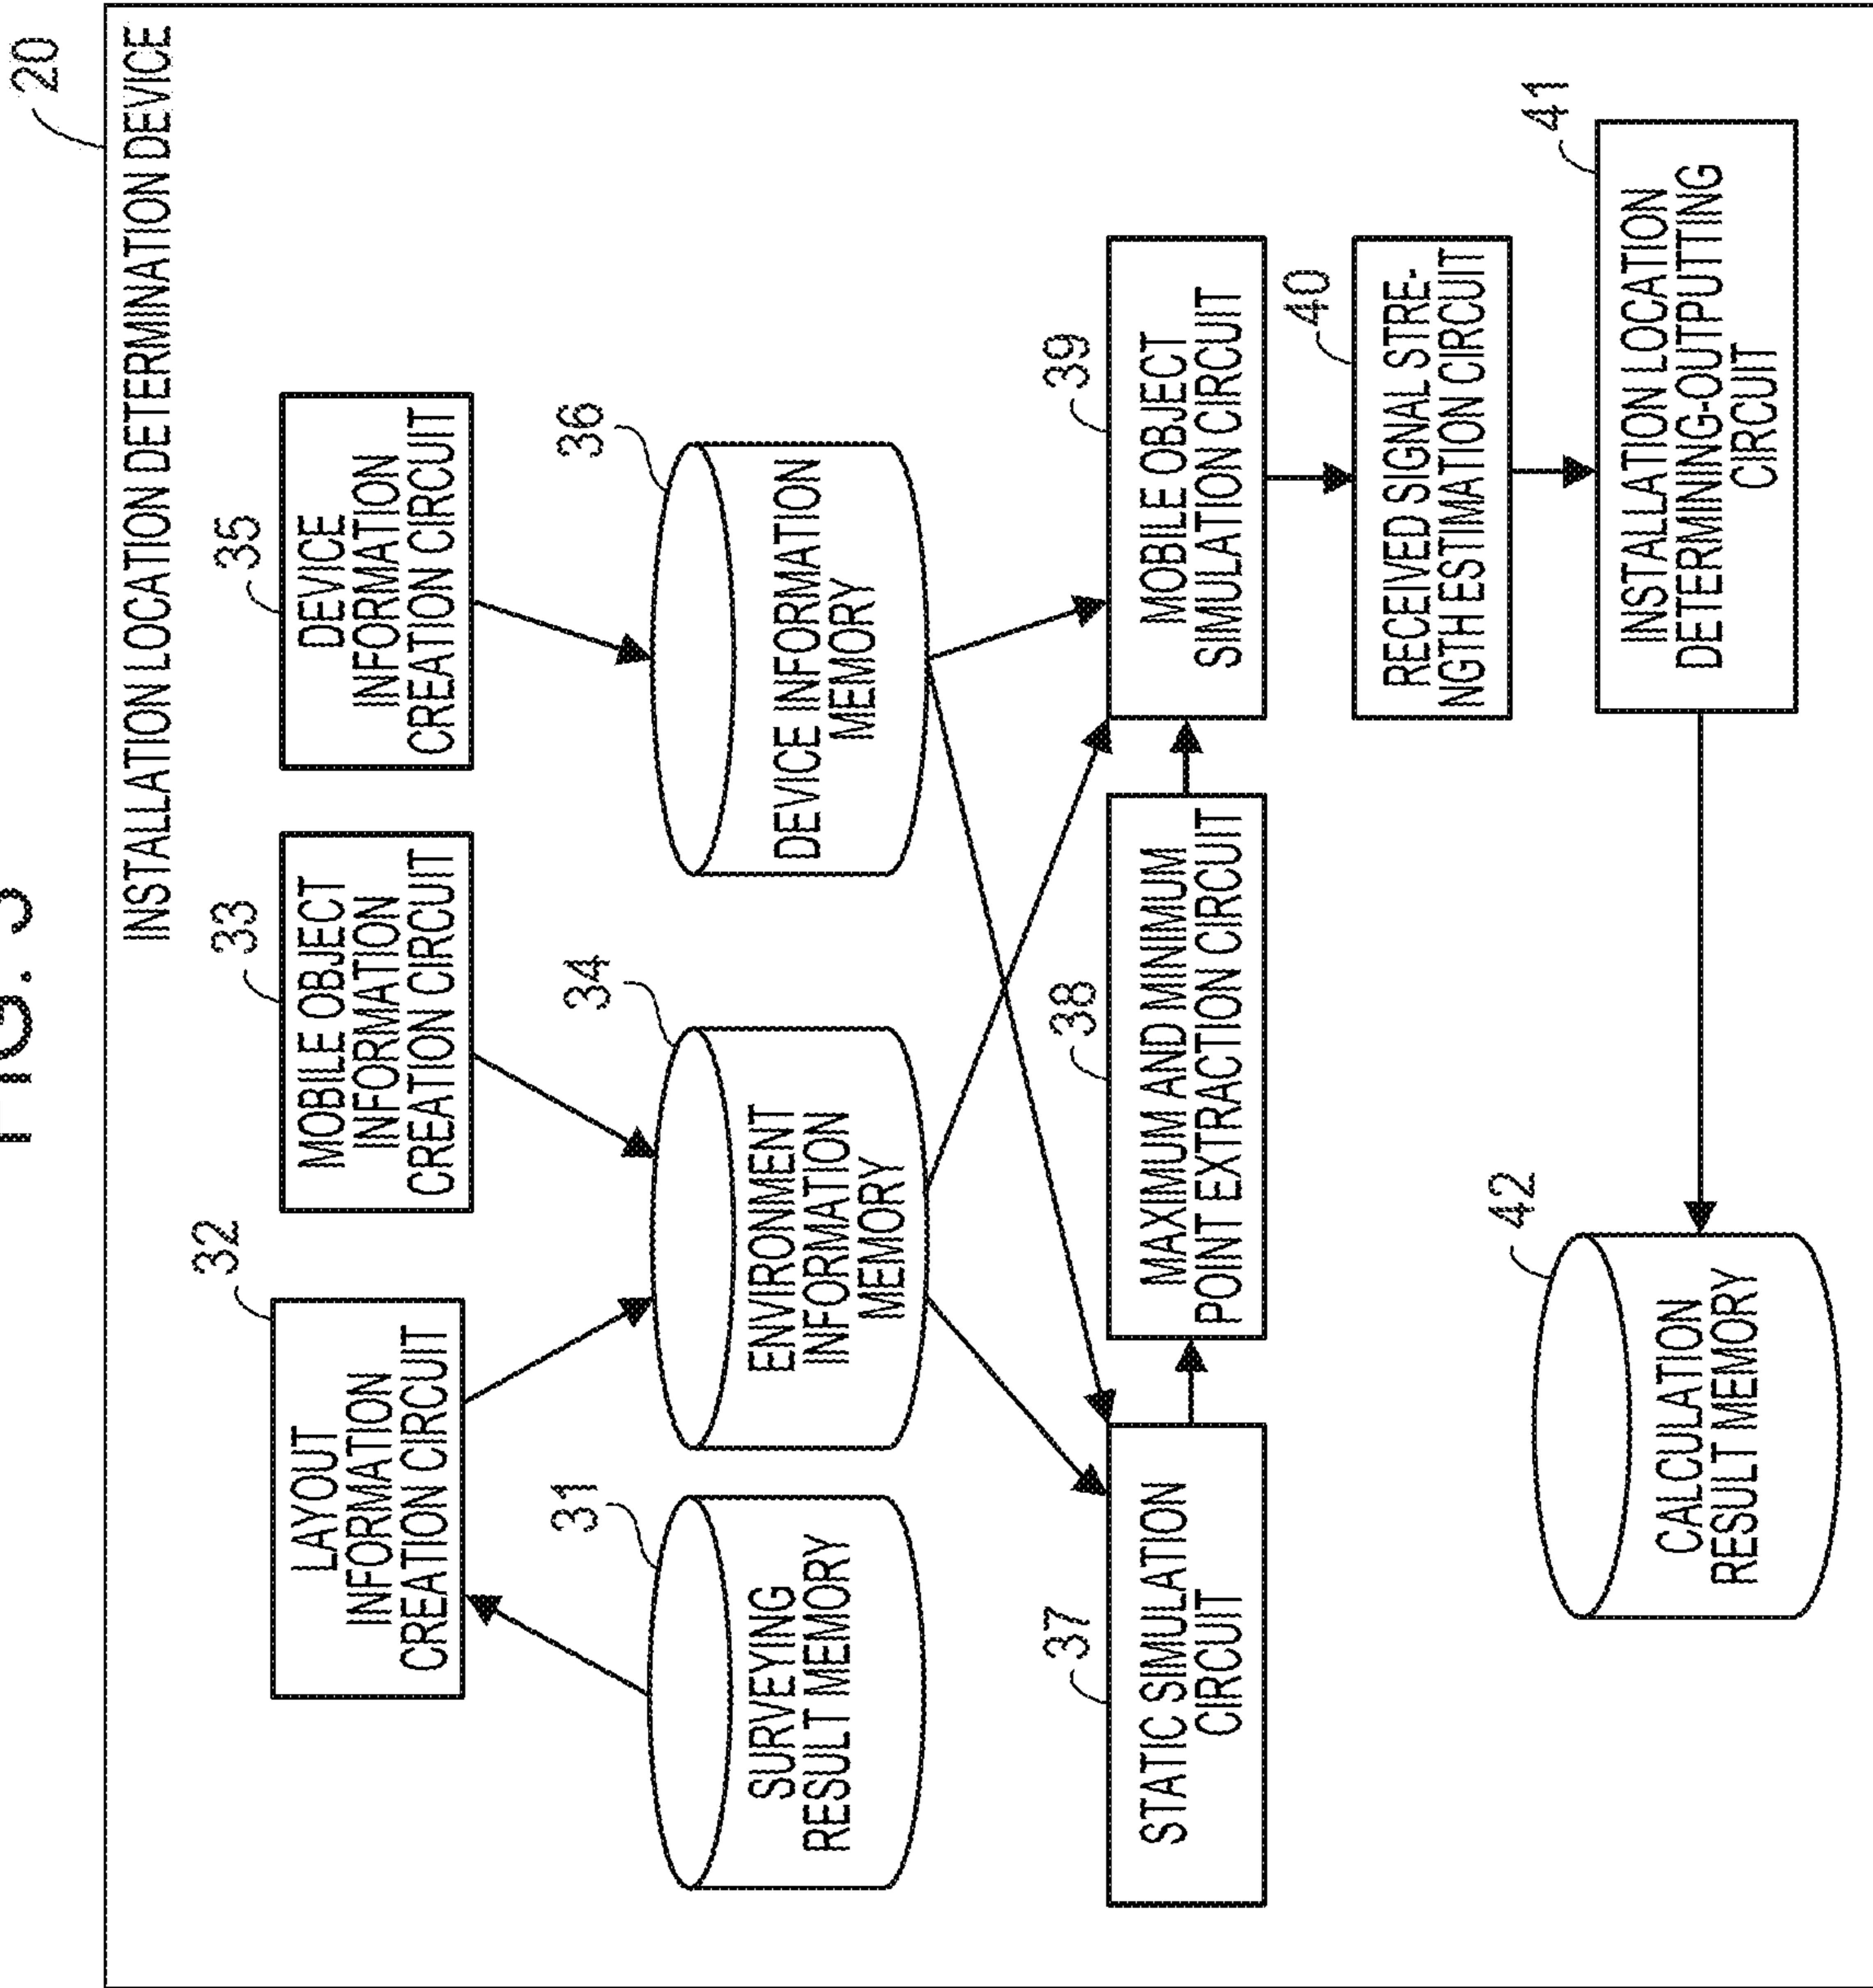 FIG. 3
20
INSTALLATION LOCATION DETERMINATION DEVICE
32
LAYOUT
INFORMATION
CREATION CIRCUIT
33
MOBILE OBJECT
INFORMATION
CREATION CIRCUIT
35
DEVICE
INFORMATION
CREATION CIRCUIT
31
SURVEYING
RESULT MEMORY
34
ENVIRONMENT
INFORMATION
MEMORY
36
DEVICE INFORMATION
MEMORY
37
STATIC SIMULATION
CIRCUIT
38
MAXIMUM AND MINIMUM
POINT EXTRACTION CIRCUIT
39
MOBILE OBJECT
SIMULATION CIRCUIT
40
RECEIVED SIGNAL STRE-
NGTH ESTIMATION CIRCUIT
42
CALCULATION
RESULT MEMORY
41
INSTALLATION LOCATION
DETERMINING-OUTPUTTING
CIRCUIT